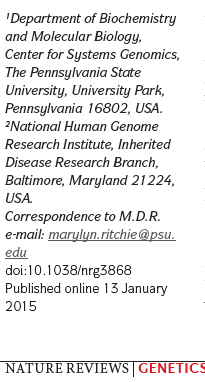 ¹Department of Biochemistry
and Molecular Biology,
Center for Systems Genomics,
The Pennsylvania State
University, University Park,
Pennsylvania 16802, USA.
²National Human Genome
Research Institute, Inherited
Disease Research Branch,
Baltimore, Maryland 21224,
USA.
Correspondence to M.D.R.
e-mail: marylyn.ritchie@psu.
edu
doi:10.1038/nrg3868
Published online 13 January
2015
NATURE REVIEWS | GENETICS